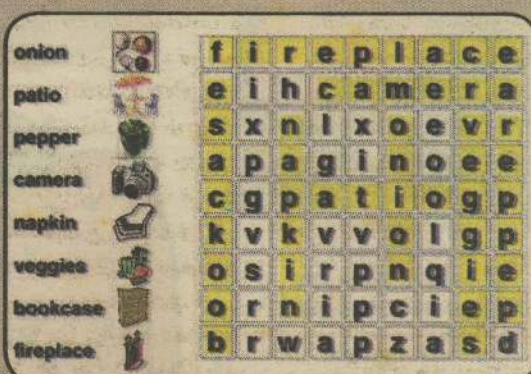 onion
patio
pepper
camera
napkin
veggies
bookcase
fireplace
f i r e p l a c e
e i h c a m e r a
s x n l x o e v r
a p a g i n o e e
c g p a t i o g p
k v k v v o l g p
o s i r p n q i e
o r n i p c i e p
b r w a p z a s d